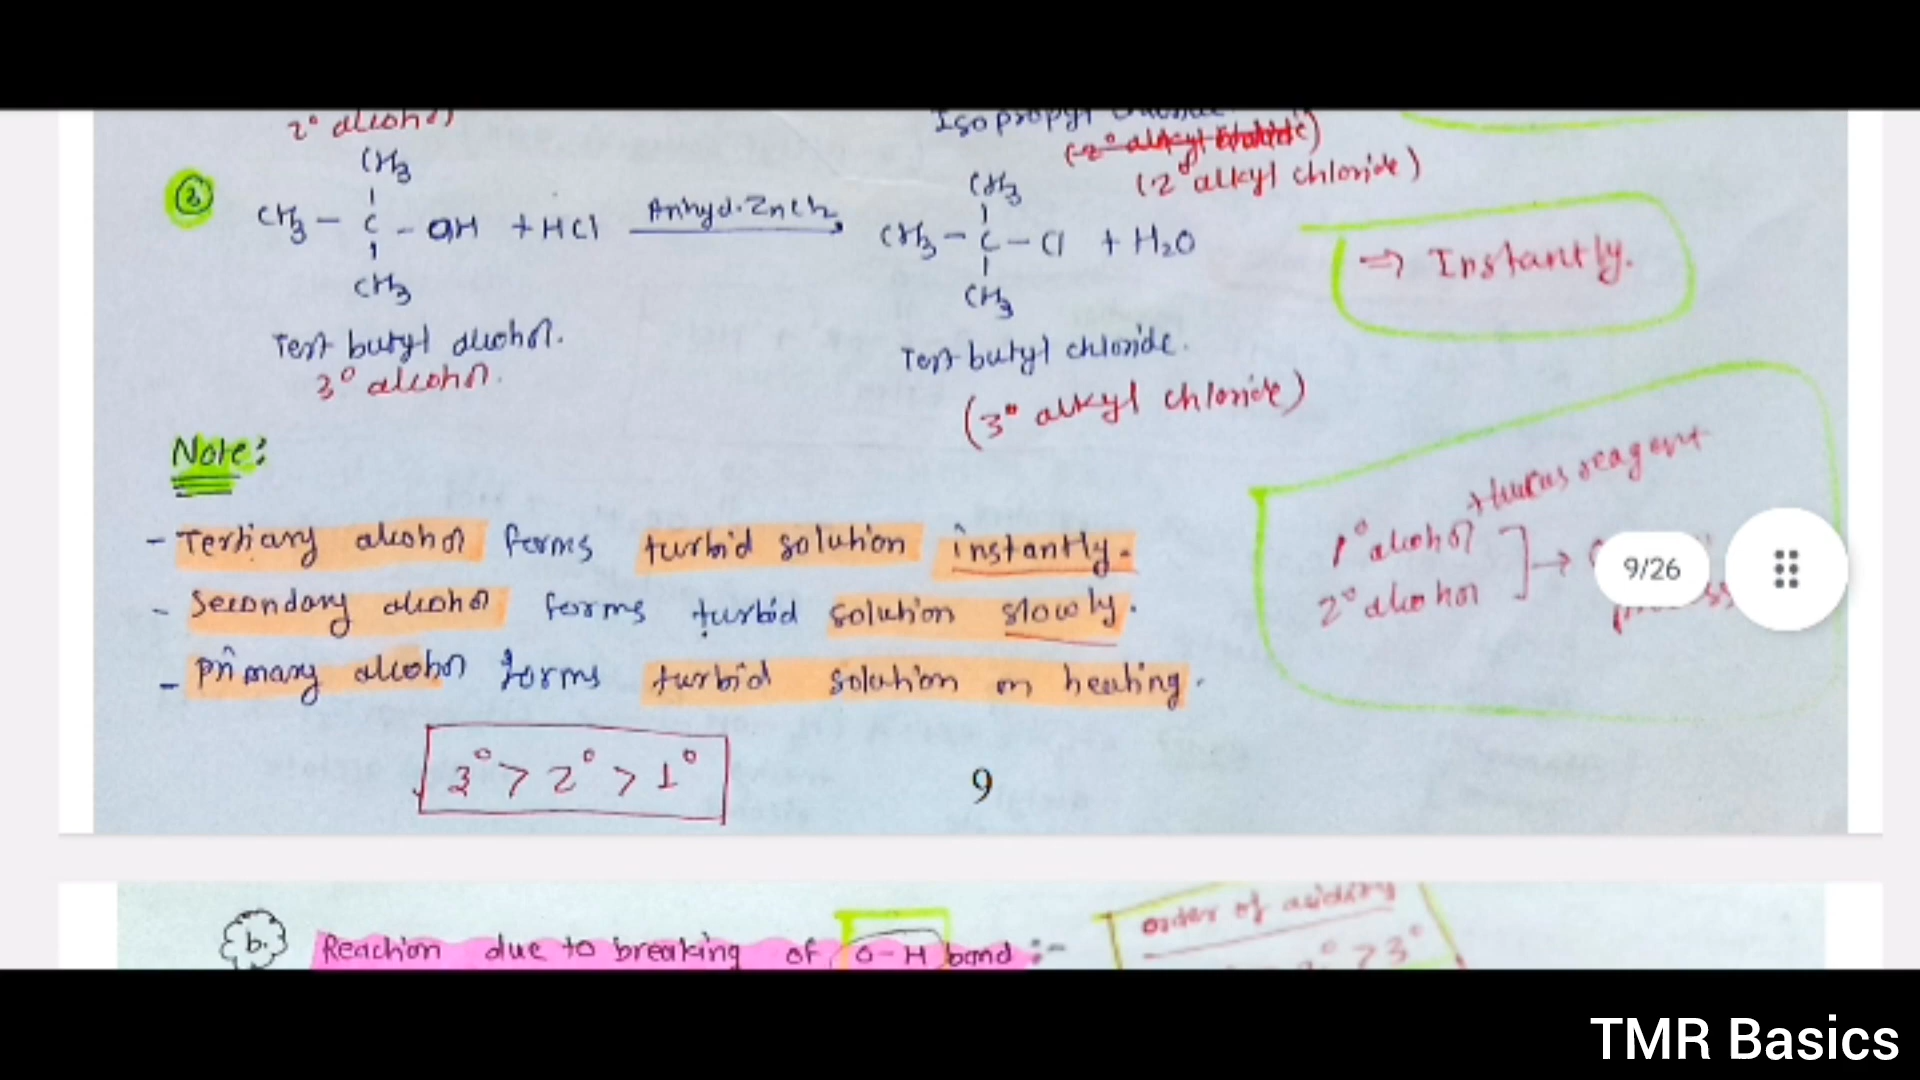 2° alcohol
Isopropyl
(2° alkyl chloride)
③
CH3
CH3 - C - OH + HCl Anhyd. ZnCl2 →
CH3
Tert butyl alcohol.
3° alcohol.
CH3
CH3 - C - Cl + H2O
CH3
Tert butyl chloride.
(3° alkyl chloride)
⇒ Instantly.
Note:
- Tertiary alcohol forms turbid solution instantly.
- Secondary alcohol forms turbid solution slowly.
- Primary alcohol forms turbid solution on heating.
3° > 2° > 1°
reagent
1° alcohol
2° alcohol
→
9/26
9
b. Reaction due to breaking of O-H bond :-
order of acidity
> 3°
TMR Basics